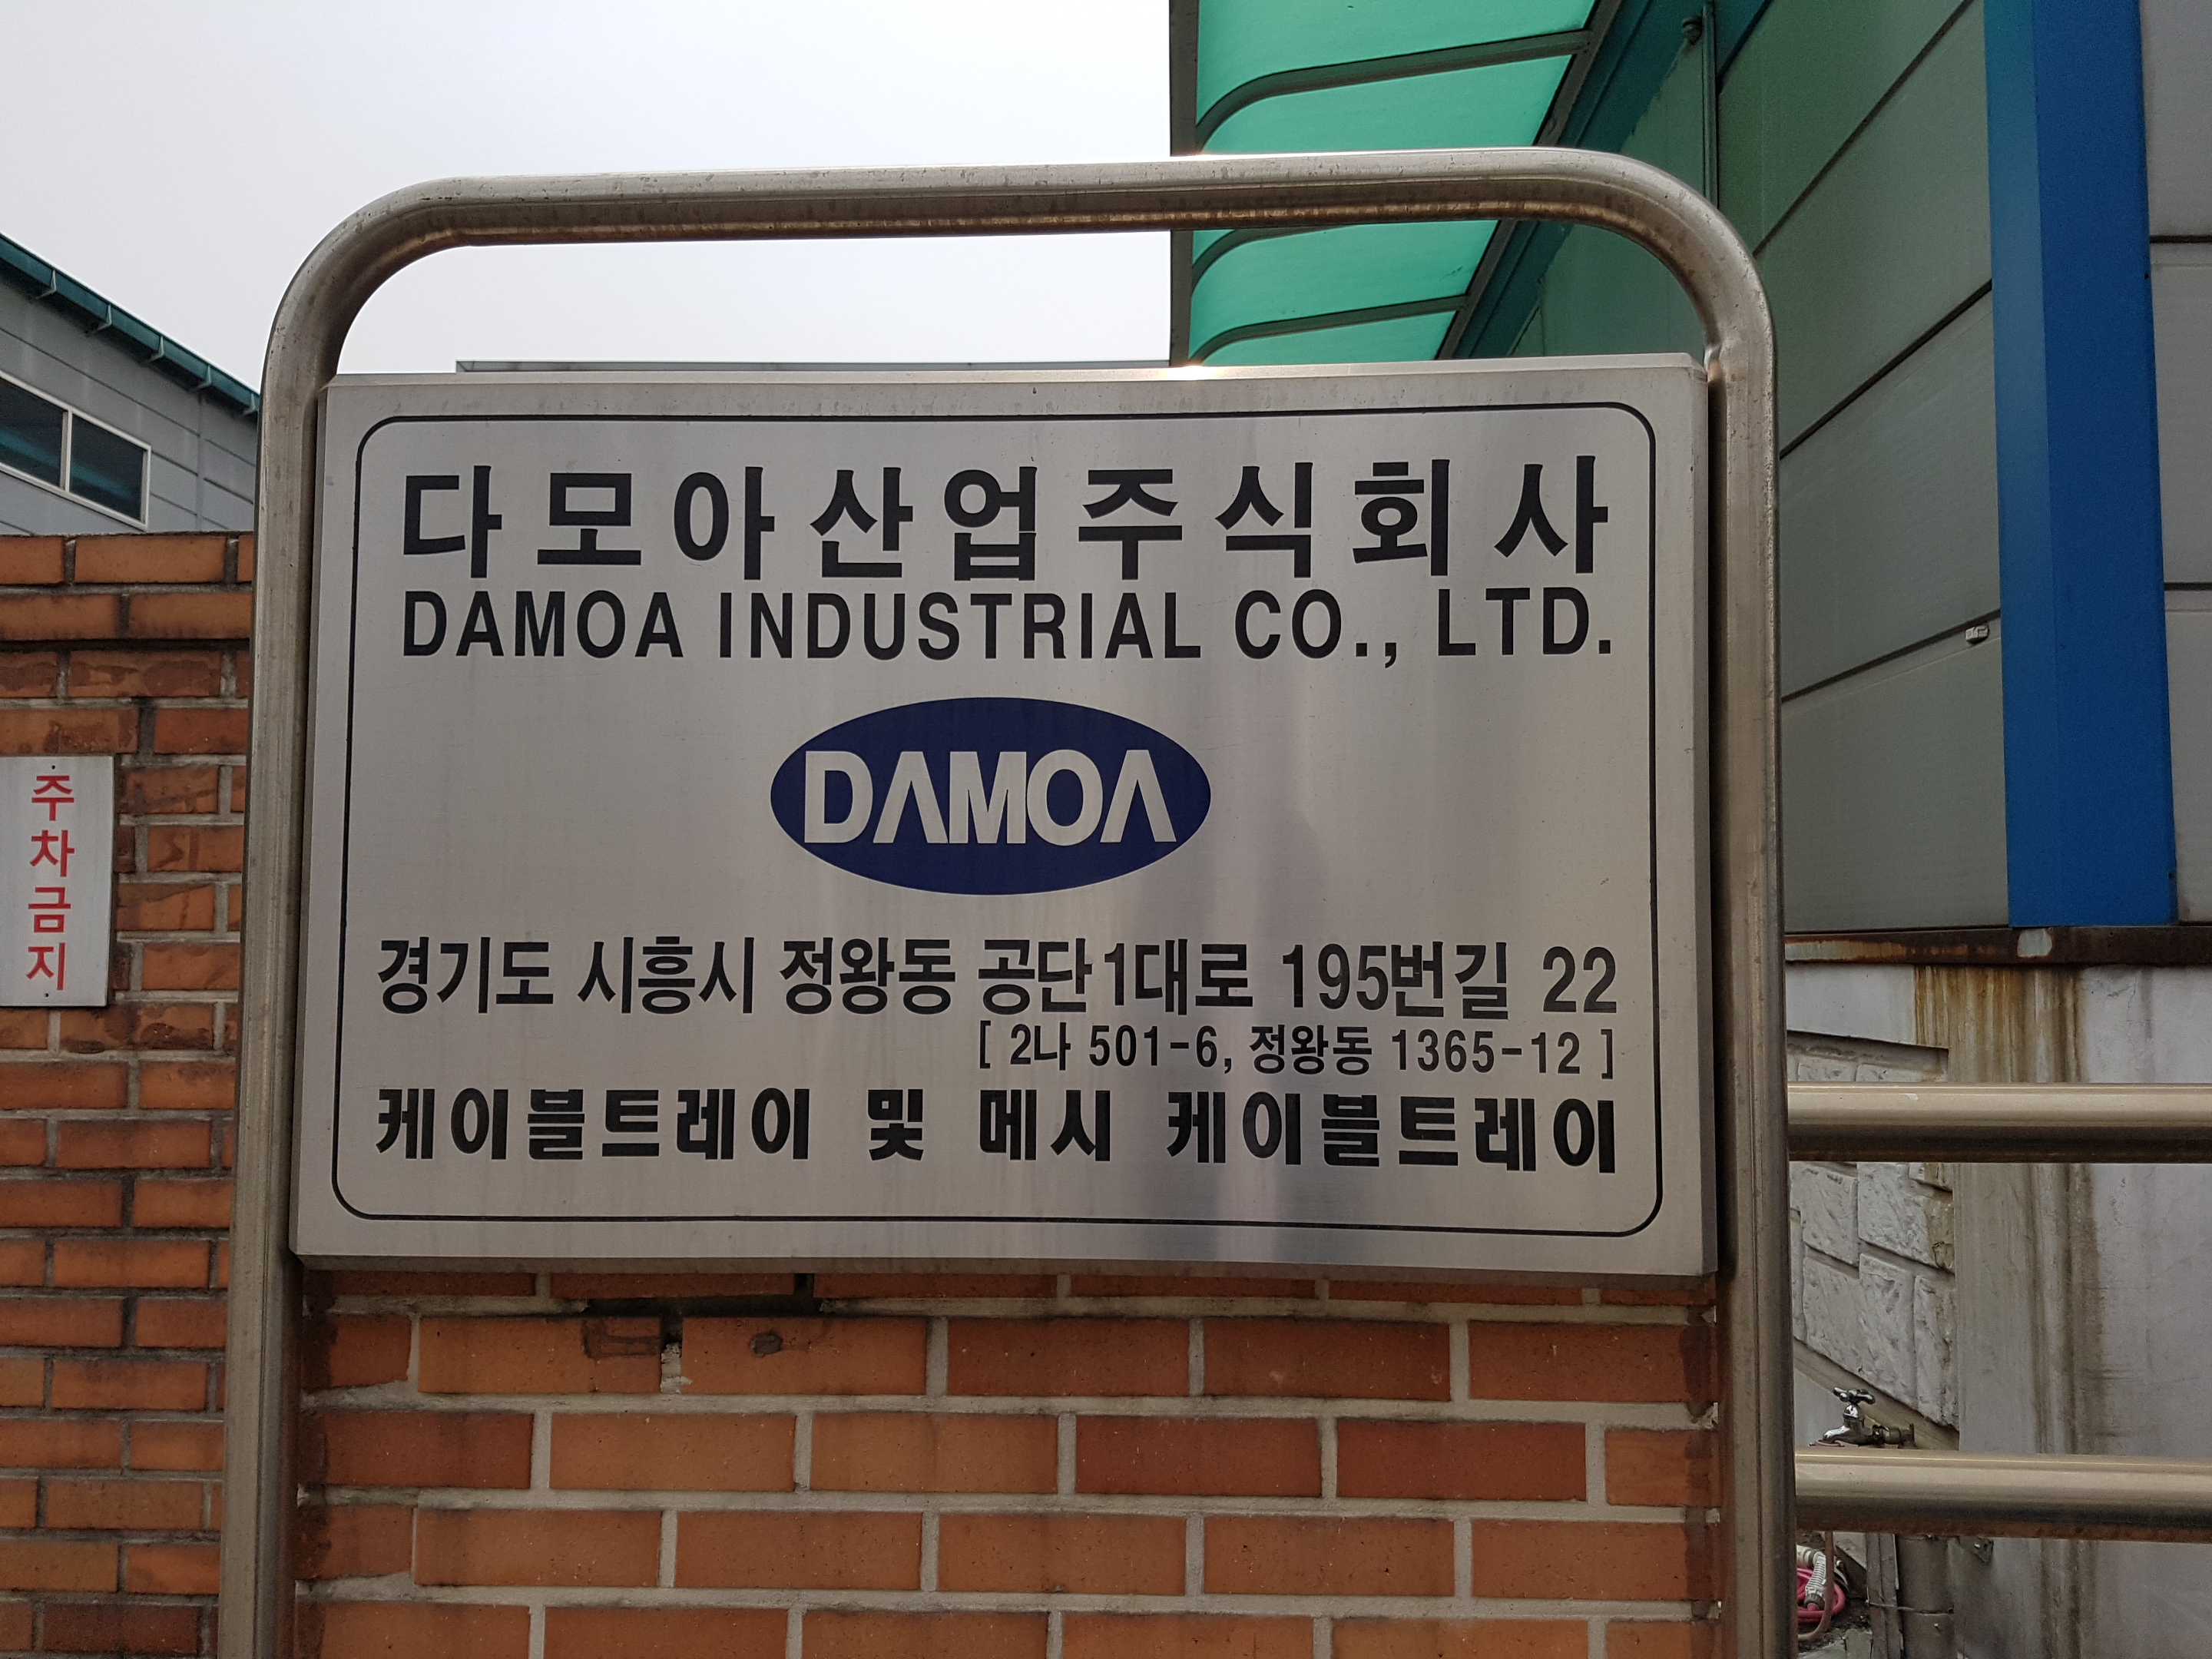 다모아산업주식회사
DAMOA INDUSTRIAL CO., LTD.
DAMOA
경기도 시흥시 정왕동 공단1대로 195번길 22
[ 2나 501-6, 정왕동 1365-12 ]
케이블트레이 및 메시 케이블트레이
주차금지